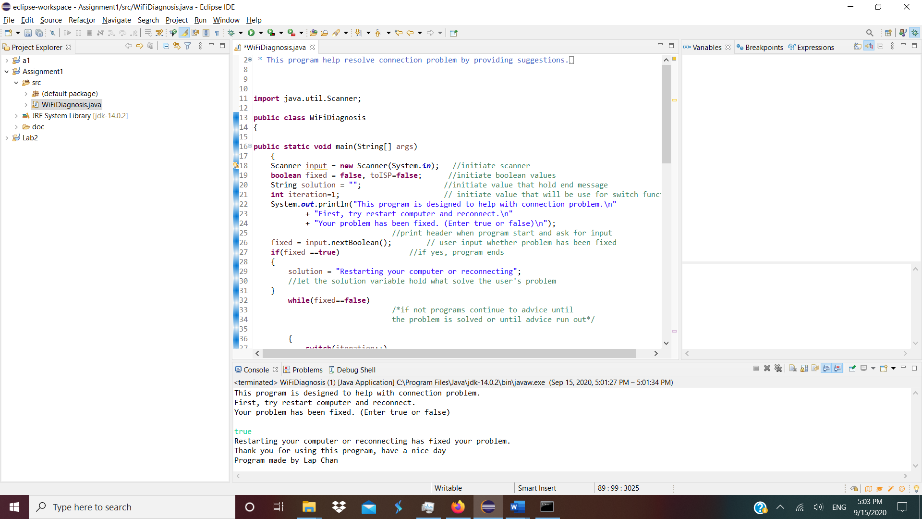 eclipse-workspace - Assignment1/src/WiFiDiagnosis.java - Eclipse IDE
File Edit Source Refactor Navigate Search Project Run Window Help
Project Explorer
a1
Assignment1
src
(default package)
WiFiDiagnosis.java
JRE System Library [jdk-14.0.2]
doc
Lab2
*WiFiDiagnosis.java
2 * This program help resolve connection problem by providing suggestions.
8
9
10
11 import java.util.Scanner;
12
13 public class WiFiDiagnosis
14 {
15
16 public static void main(String[] args)
17 {
18 Scanner input = new Scanner(System.in); //initiate scanner
19 boolean fixed = false, toISP=false; //initiate boolean values
20 String solution = ""; //initiate value that hold end message
21 int iteration=1; // initiate value that will be used for switch funct
22 System.out.println("This program is designed to help with connection problem.\n"
23 + "First, try restart computer and reconnect.\n"
24 + "Your problem has been fixed. (Enter true or false)\n");
25 //print header when program start and ask for input
26 fixed = input.nextBoolean(); // user input whether problem has been fixed
27 if(fixed ==true) //if yes, program ends
28 {
29 solution = "Restarting your computer or reconnecting";
30 //let the solution variable hold what solve the user's problem
31 }
32 while(fixed==false)
33 /*if not programs continue to advice until
34 the problem is solved or until advice run out*/
35
36 {
37 switch(iteration++)
Variables Breakpoints Expressions
Console Problems Debug Shell
<terminated> WiFiDiagnosis (1) [Java Application] C:\Program Files\Java\jdk-14.0.2\bin\javaw.exe (Sep 15, 2020, 5:01:27 PM – 5:01:34 PM)
This program is designed to help with connection problem.
First, try restart computer and reconnect.
Your problem has been fixed. (Enter true or false)
true
Restarting your computer or reconnecting has fixed your problem.
Thank you for using this program, have a nice day
Program made by Lap Chan
Writable Smart Insert 89 : 99 : 3025
Type here to search
ENG
5:03 PM
9/15/2020